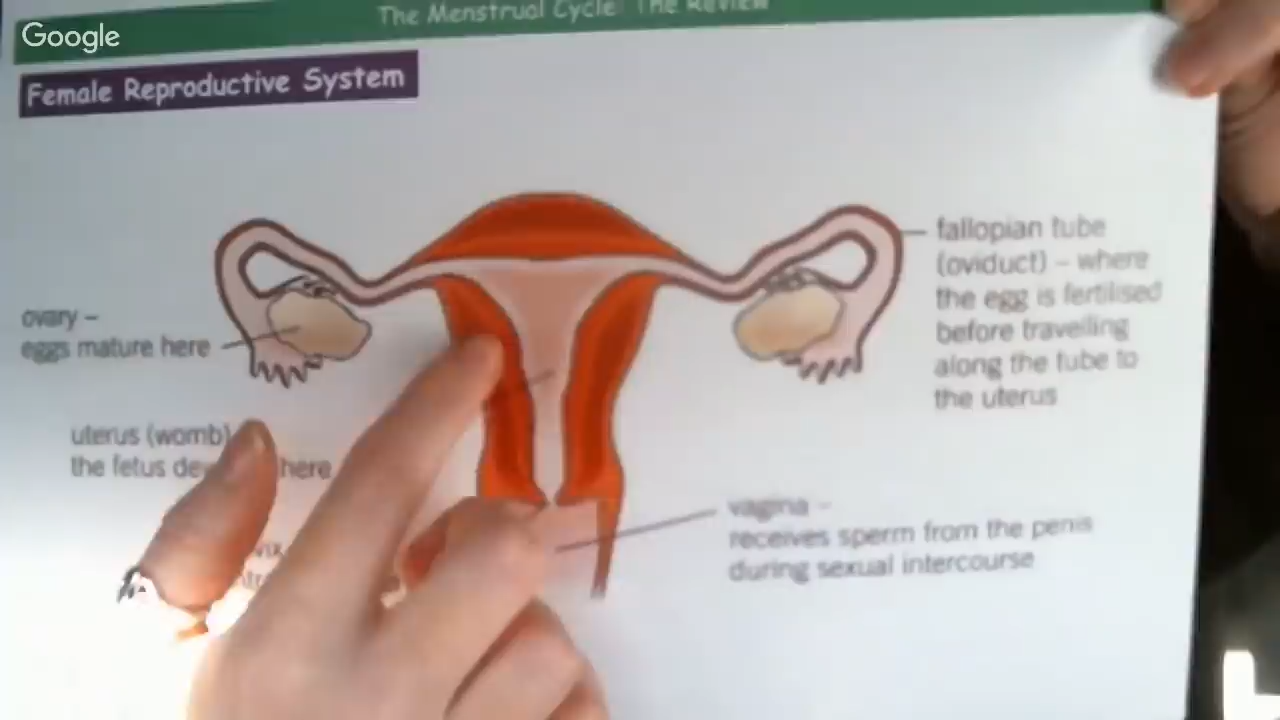 The Menstrual Cycle: The Review
Google
Female Reproductive System
fallopian tube
(oviduct) – where
the egg is fertilised
before travelling
along the tube to
the uterus
ovary –
eggs mature here
uterus (womb)
the fetus here
vagina –
receives sperm from the penis
during sexual intercourse